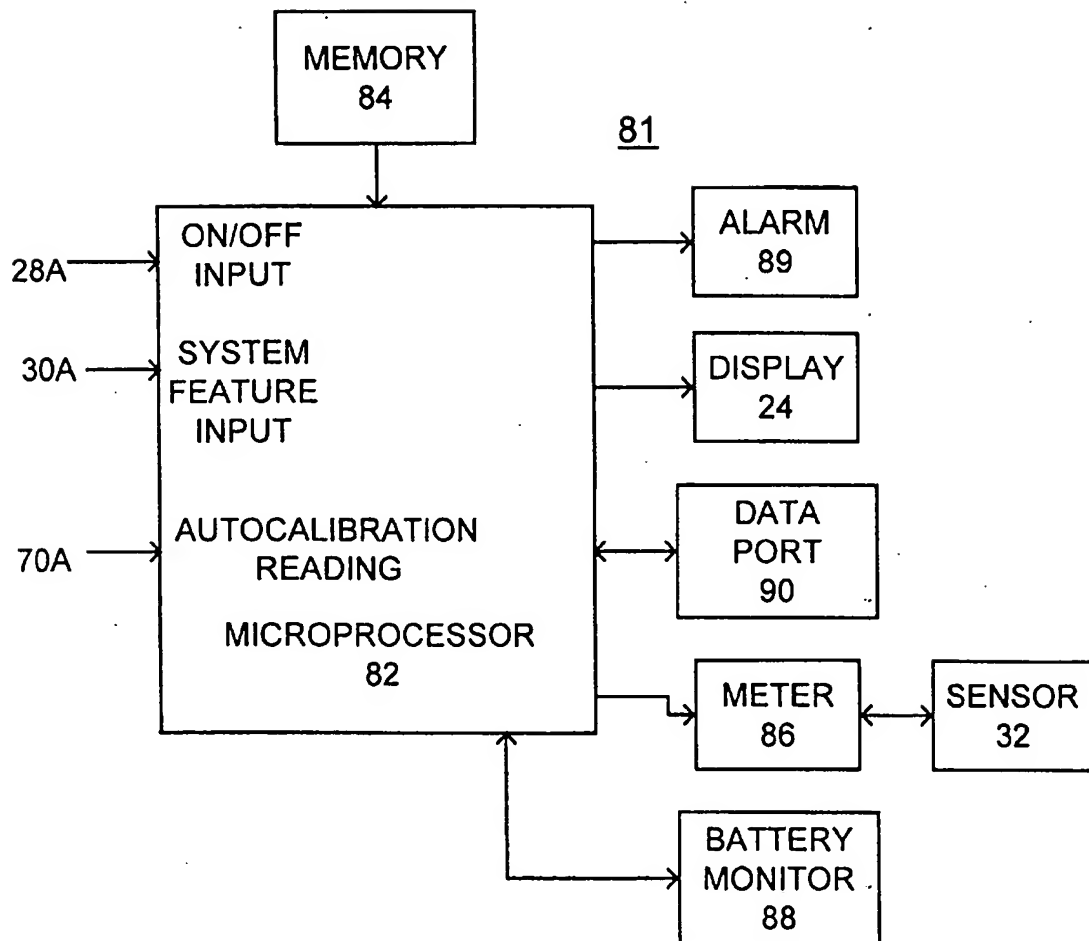 MEMORY
84
81
28A
ON/OFF
INPUT
30A
SYSTEM
FEATURE
INPUT
70A
AUTOCALIBRATION
READING
MICROPROCESSOR
82
ALARM
89
DISPLAY
24
DATA
PORT
90
METER
86
SENSOR
32
BATTERY
MONITOR
88